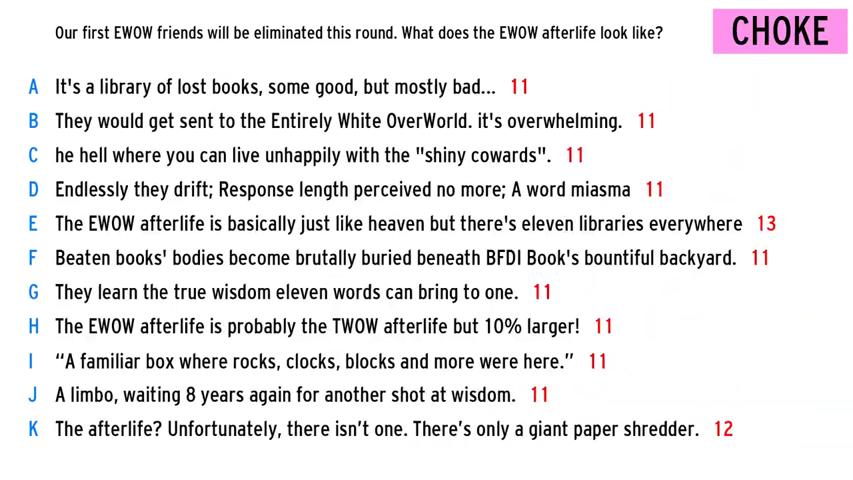 Our first EWOW friends will be eliminated this round. What does the EWOW afterlife look like?
CHOKE
A It's a library of lost books, some good, but mostly bad... 11
B They would get sent to the Entirely White OverWorld. it's overwhelming. 11
C he hell where you can live unhappily with the "shiny cowards". 11
D Endlessly they drift; Response length perceived no more; A word miasma 11
E The EWOW afterlife is basically just like heaven but there's eleven libraries everywhere 13
F Beaten books' bodies become brutally buried beneath BFDI Book's bountiful backyard. 11
G They learn the true wisdom eleven words can bring to one. 11
H The EWOW afterlife is probably the TWOW afterlife but 10% larger! 11
I “A familiar box where rocks, clocks, blocks and more were here.” 11
J A limbo, waiting 8 years again for another shot at wisdom. 11
K The afterlife? Unfortunately, there isn’t one. There’s only a giant paper shredder. 12